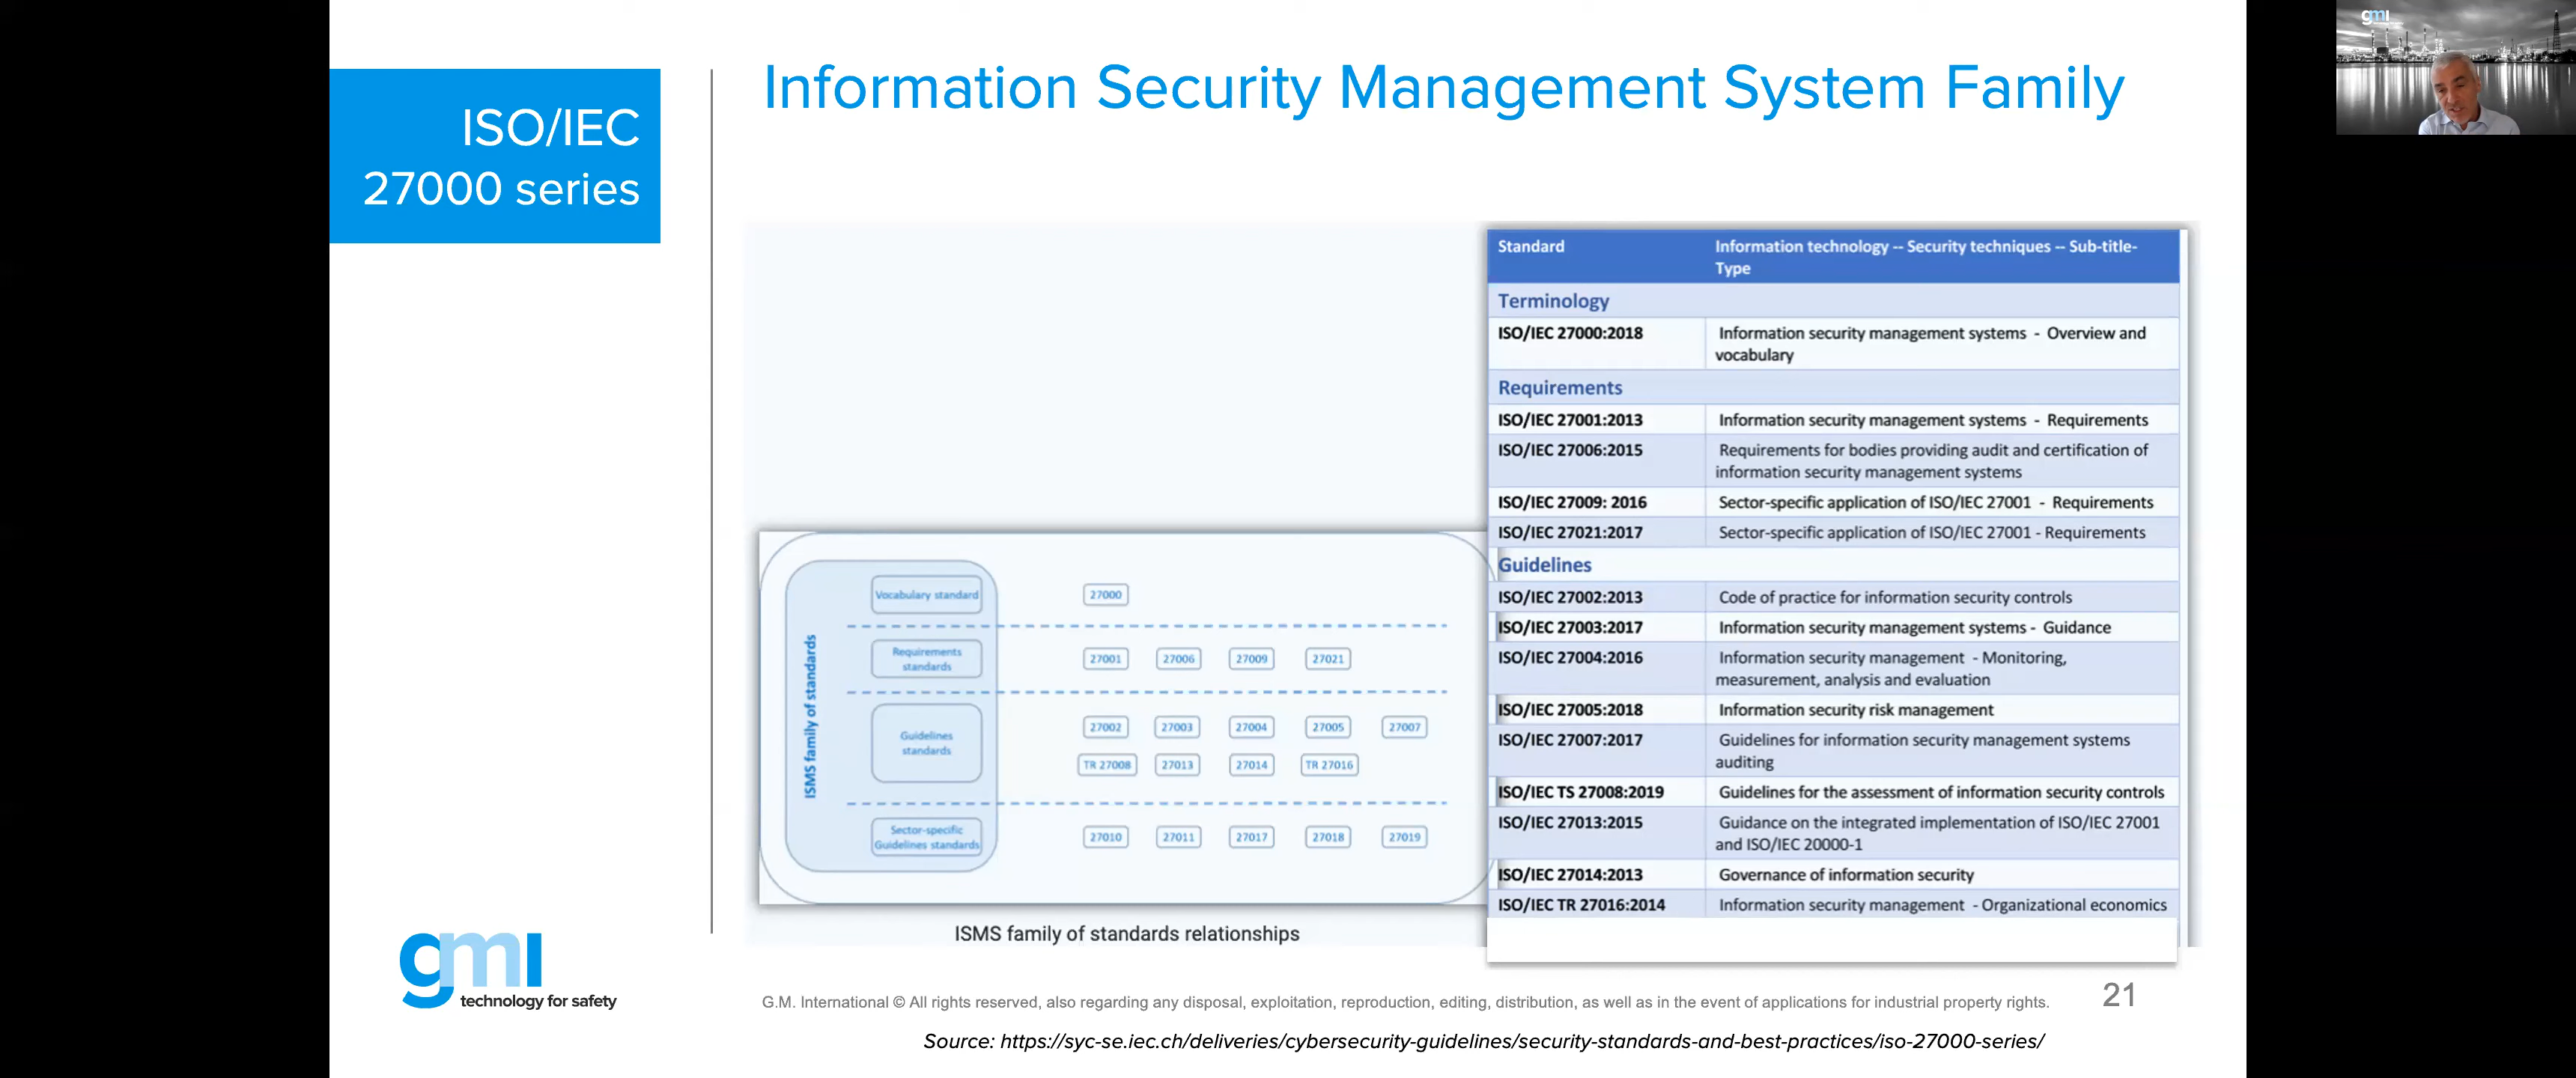 gmi
ISO/IEC
27000 series
Information Security Management System Family
Standard
Information technology -- Security techniques -- Sub-title-
Type
Terminology
ISO/IEC 27000:2018
Information security management systems - Overview and
vocabulary
Requirements
ISO/IEC 27001:2013
Information security management systems - Requirements
ISO/IEC 27006:2015
Requirements for bodies providing audit and certification of
information security management systems
ISO/IEC 27009: 2016
Sector-specific application of ISO/IEC 27001 - Requirements
ISO/IEC 27021:2017
Sector-specific application of ISO/IEC 27001 - Requirements
Guidelines
ISO/IEC 27002:2013
Code of practice for information security controls
ISO/IEC 27003:2017
Information security management systems - Guidance
ISO/IEC 27004:2016
Information security management - Monitoring,
measurement, analysis and evaluation
ISO/IEC 27005:2018
Information security risk management
ISO/IEC 27007:2017
Guidelines for information security management systems
auditing
ISO/IEC TS 27008:2019
Guidelines for the assessment of information security controls
ISO/IEC 27013:2015
Guidance on the integrated implementation of ISO/IEC 27001
and ISO/IEC 20000-1
ISO/IEC 27014:2013
Governance of information security
ISO/IEC TR 27016:2014
Information security management - Organizational economics
ISMS family of standards
Vocabulary standard
27000
Requirements
standards
27001 27006 27009 27021
Guidelines
standards
27002 27003 27004 27005 27007
TR 27008 27013 27014 TR 27016
Sector-specific
Guidelines standards
27010 27011 27017 27018 27019
ISMS family of standards relationships
gmi
technology for safety
G.M. International © All rights reserved, also regarding any disposal, exploitation, reproduction, editing, distribution, as well as in the event of applications for industrial property rights.
21
Source: https://syc-se.iec.ch/deliveries/cybersecurity-guidelines/security-standards-and-best-practices/iso-27000-series/